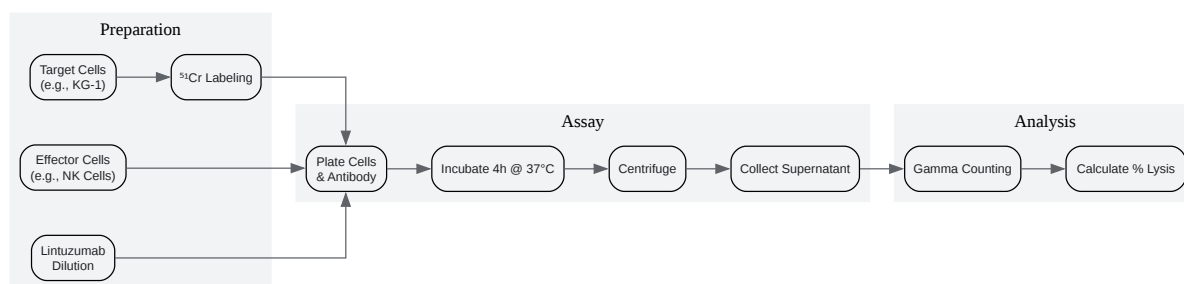 Preparation
Target Cells
(e.g., KG-1)
⁵¹Cr Labeling
Effector Cells
(e.g., NK Cells)
Lintuzumab
Dilution
Assay
Plate Cells
& Antibody
Incubate 4h @ 37°C
Centrifuge
Collect Supernatant
Analysis
Gamma Counting
Calculate % Lysis